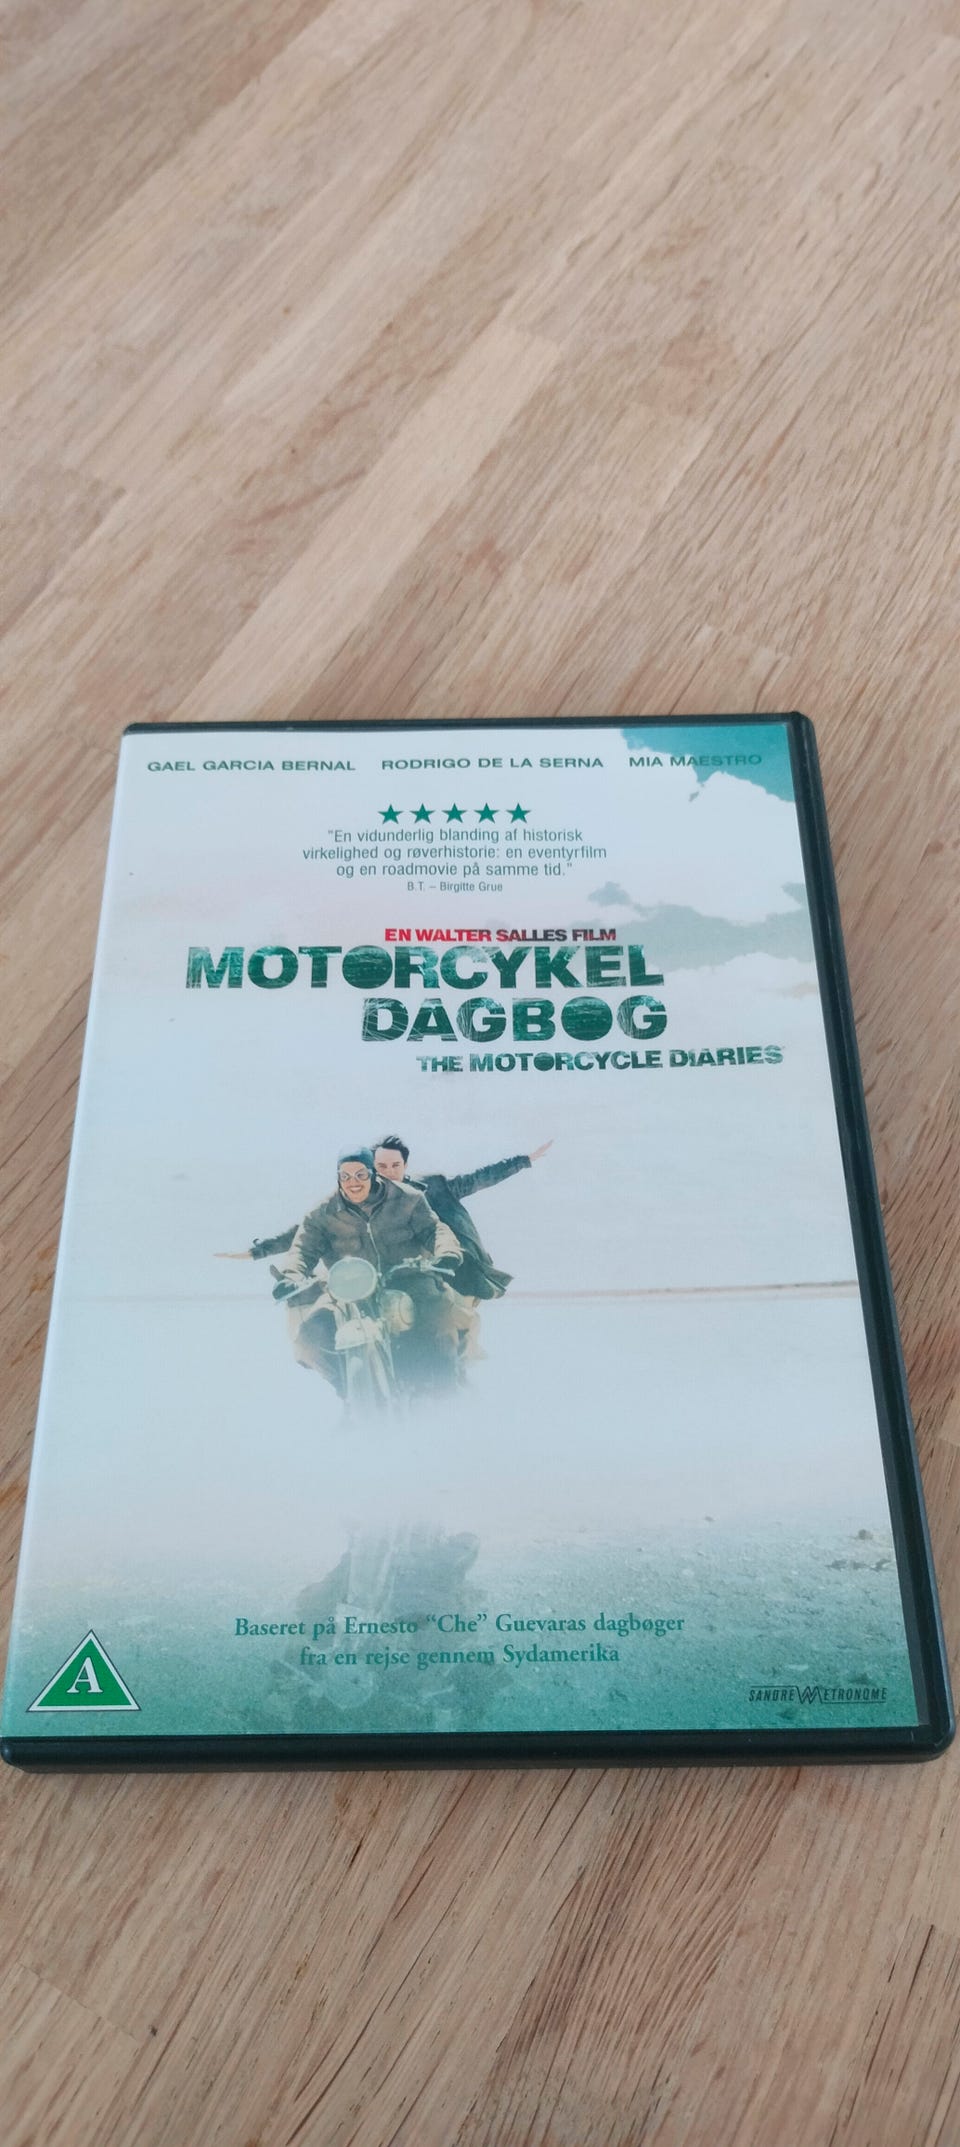 GAEL GARCIA BERNAL RODRIGO DE LA SERNA MIA MAESTRO
"En vidunderlig blanding af historisk
virkelighed og røverhistorie: en eventyrfilm
og en roadmovie på samme tid."
B.T. – Birgitte Grue
EN WALTER SALLES FILM
MOTORCYKEL
DAGBOG
THE MOTORCYCLE DIARIES
Baseret på Ernesto “Che” Guevaras dagbøger
fra en rejse gennem Sydamerika
A
SANDREW METRONOME